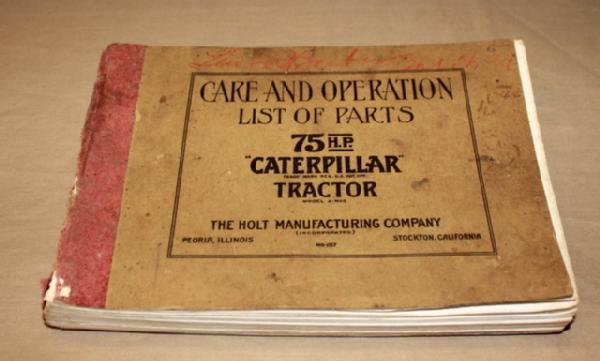 CARE AND OPERATION
LIST OF PARTS
75 H.P.
"CATERPILLAR"
TRADE MARK REG. U.S. PAT. OFF.
TRACTOR
THE HOLT MANUFACTURING COMPANY
(INCORPORATED)
PEORIA, ILLINOIS
STOCKTON, CALIFORNIA